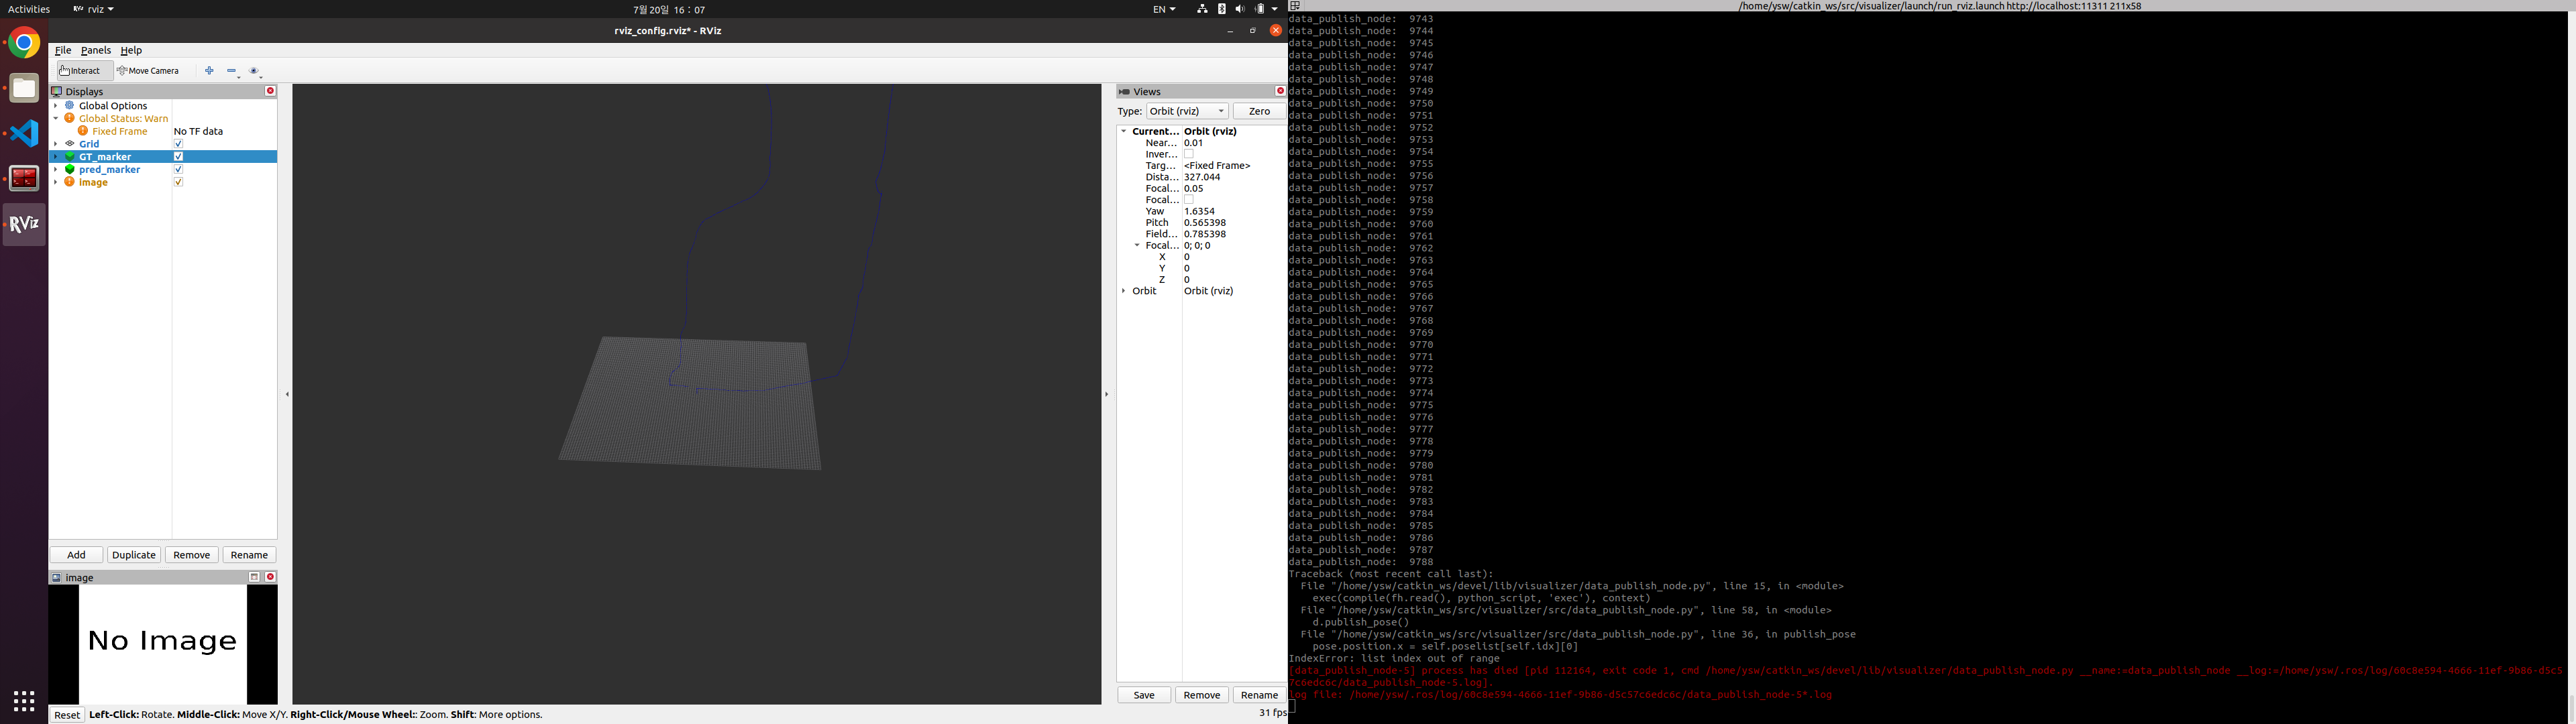 Activities
rviz
7월 20일 16 : 07
EN
rviz_config.rviz* - RViz
File Panels Help
Interact
Move Camera
Displays
Global Options
Global Status: Warn
Fixed Frame No TF data
Grid
GT_marker
pred_marker
image
Add Duplicate Remove Rename
image
No Image
Reset Left-Click: Rotate. Middle-Click: Move X/Y. Right-Click/Mouse Wheel:: Zoom. Shift: More options.
31 fps
RViz
Views
Type: Orbit (rviz) Zero
Current... Orbit (rviz)
Near... 0.01
Inver...
Targ... <Fixed Frame>
Dista... 327.044
Focal... 0.05
Focal...
Yaw 1.6354
Pitch 0.565398
Field... 0.785398
Focal... 0; 0; 0
X 0
Y 0
Z 0
Orbit Orbit (rviz)
Save Remove Rename
/home/ysw/catkin_ws/src/visualizer/launch/run_rviz.launch http://localhost:11311 211x58
data_publish_node: 9743
data_publish_node: 9744
data_publish_node: 9745
data_publish_node: 9746
data_publish_node: 9747
data_publish_node: 9748
data_publish_node: 9749
data_publish_node: 9750
data_publish_node: 9751
data_publish_node: 9752
data_publish_node: 9753
data_publish_node: 9754
data_publish_node: 9755
data_publish_node: 9756
data_publish_node: 9757
data_publish_node: 9758
data_publish_node: 9759
data_publish_node: 9760
data_publish_node: 9761
data_publish_node: 9762
data_publish_node: 9763
data_publish_node: 9764
data_publish_node: 9765
data_publish_node: 9766
data_publish_node: 9767
data_publish_node: 9768
data_publish_node: 9769
data_publish_node: 9770
data_publish_node: 9771
data_publish_node: 9772
data_publish_node: 9773
data_publish_node: 9774
data_publish_node: 9775
data_publish_node: 9776
data_publish_node: 9777
data_publish_node: 9778
data_publish_node: 9779
data_publish_node: 9780
data_publish_node: 9781
data_publish_node: 9782
data_publish_node: 9783
data_publish_node: 9784
data_publish_node: 9785
data_publish_node: 9786
data_publish_node: 9787
data_publish_node: 9788
Traceback (most recent call last):
File "/home/ysw/catkin_ws/devel/lib/visualizer/data_publish_node.py", line 15, in <module>
exec(compile(fh.read(), python_script, 'exec'), context)
File "/home/ysw/catkin_ws/src/visualizer/src/data_publish_node.py", line 58, in <module>
d.publish_pose()
File "/home/ysw/catkin_ws/src/visualizer/src/data_publish_node.py", line 36, in publish_pose
pose.position.x = self.poselist[self.idx][0]
IndexError: list index out of range
[data_publish_node-5] process has died [pid 112164, exit code 1, cmd /home/ysw/catkin_ws/devel/lib/visualizer/data_publish_node.py __name:=data_publish_node __log:=/home/ysw/.ros/log/60c8e594-4666-11ef-9b86-d5c5
7c6edc6c/data_publish_node-5.log].
log file: /home/ysw/.ros/log/60c8e594-4666-11ef-9b86-d5c57c6edc6c/data_publish_node-5*.log